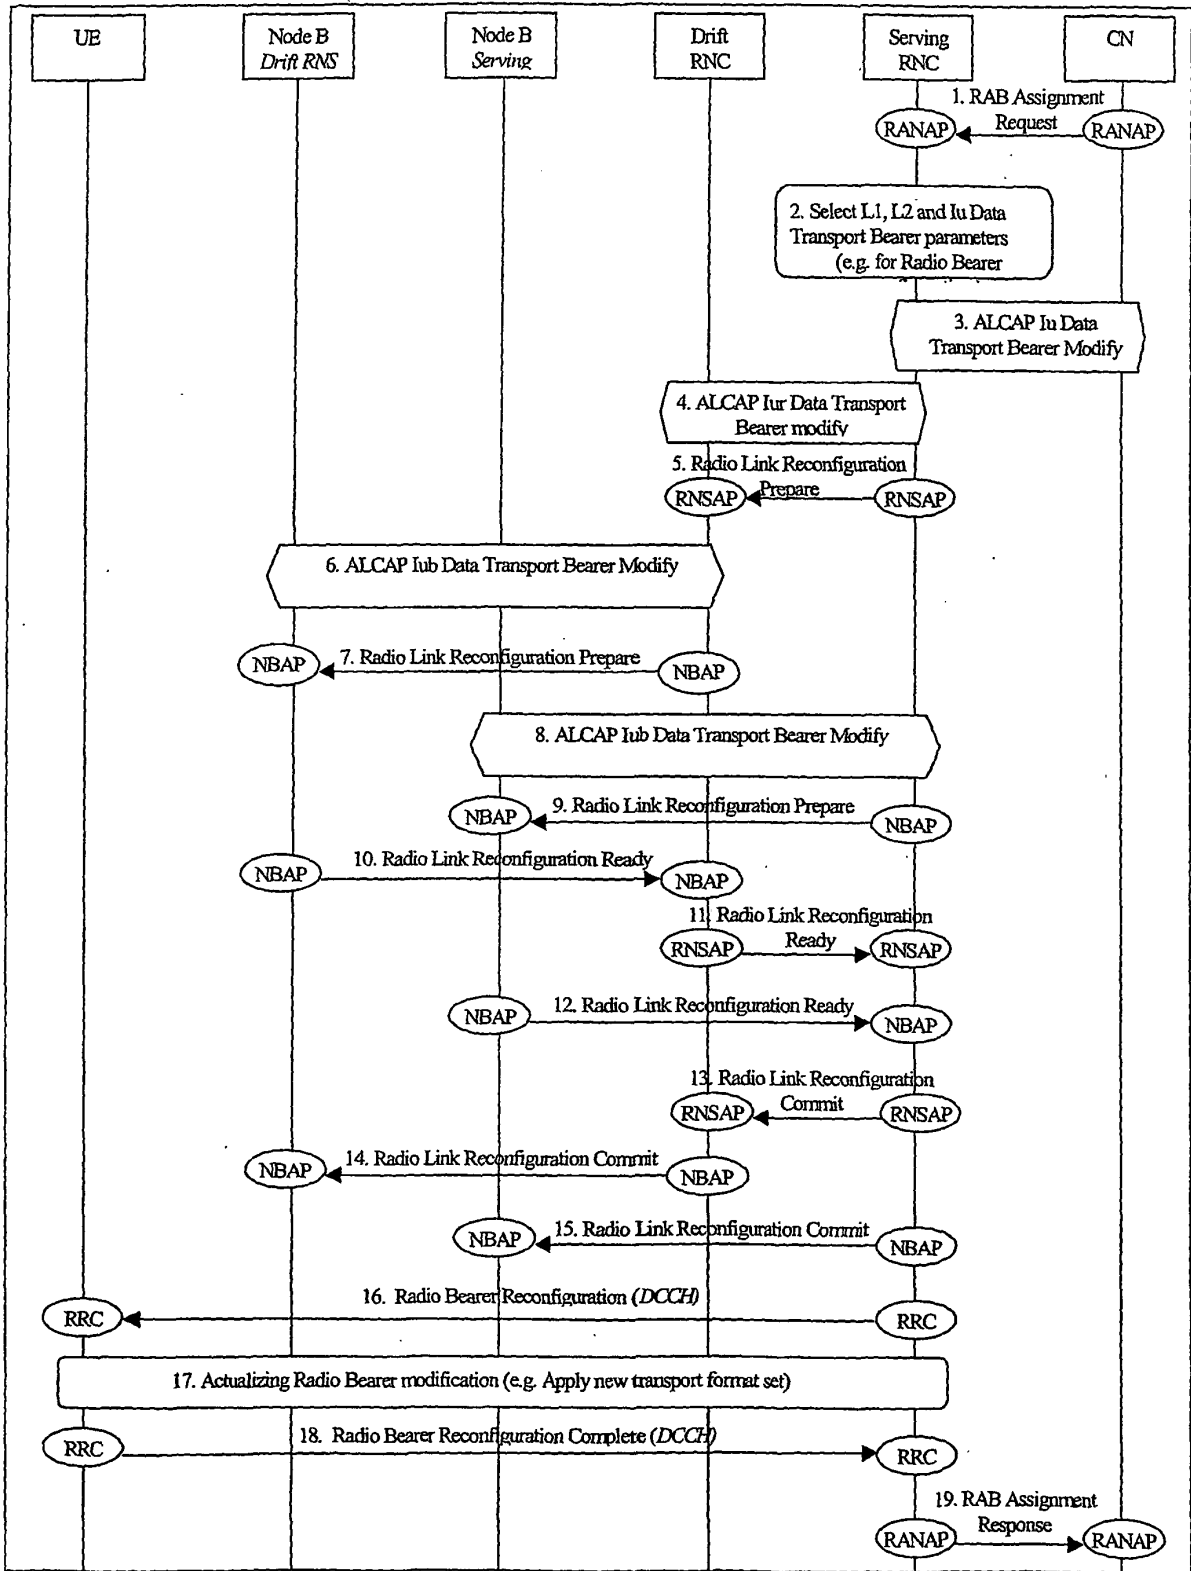 UE
Node B
Drift RNS
Node B
Serving
Drift
RNC
Serving
RNC
CN
1. RAB Assignment
Request
RANAP
RANAP
2. Select L1, L2 and Iu Data
Transport Bearer parameters
(e.g. for Radio Bearer
3. ALCAP Iu Data
Transport Bearer Modify
4. ALCAP Iur Data Transport
Bearer modify
5. Radio Link Reconfiguration
Prepare
RNSAP
RNSAP
6. ALCAP Iub Data Transport Bearer Modify
NBAP
7. Radio Link Reconfiguration Prepare
NBAP
8. ALCAP Iub Data Transport Bearer Modify
NBAP
9. Radio Link Reconfiguration Prepare
NBAP
NBAP
10. Radio Link Reconfiguration Ready
NBAP
11. Radio Link Reconfiguration
Ready
RNSAP
RNSAP
NBAP
12. Radio Link Reconfiguration Ready
NBAP
13. Radio Link Reconfiguration
Commit
RNSAP
RNSAP
NBAP
14. Radio Link Reconfiguration Commit
NBAP
NBAP
15. Radio Link Reconfiguration Commit
NBAP
RRC
16. Radio Bearer Reconfiguration (DCCH)
RRC
17. Actualizing Radio Bearer modification (e.g. Apply new transport format set)
RRC
18. Radio Bearer Reconfiguration Complete (DCCH)
RRC
19. RAB Assignment
Response
RANAP
RANAP